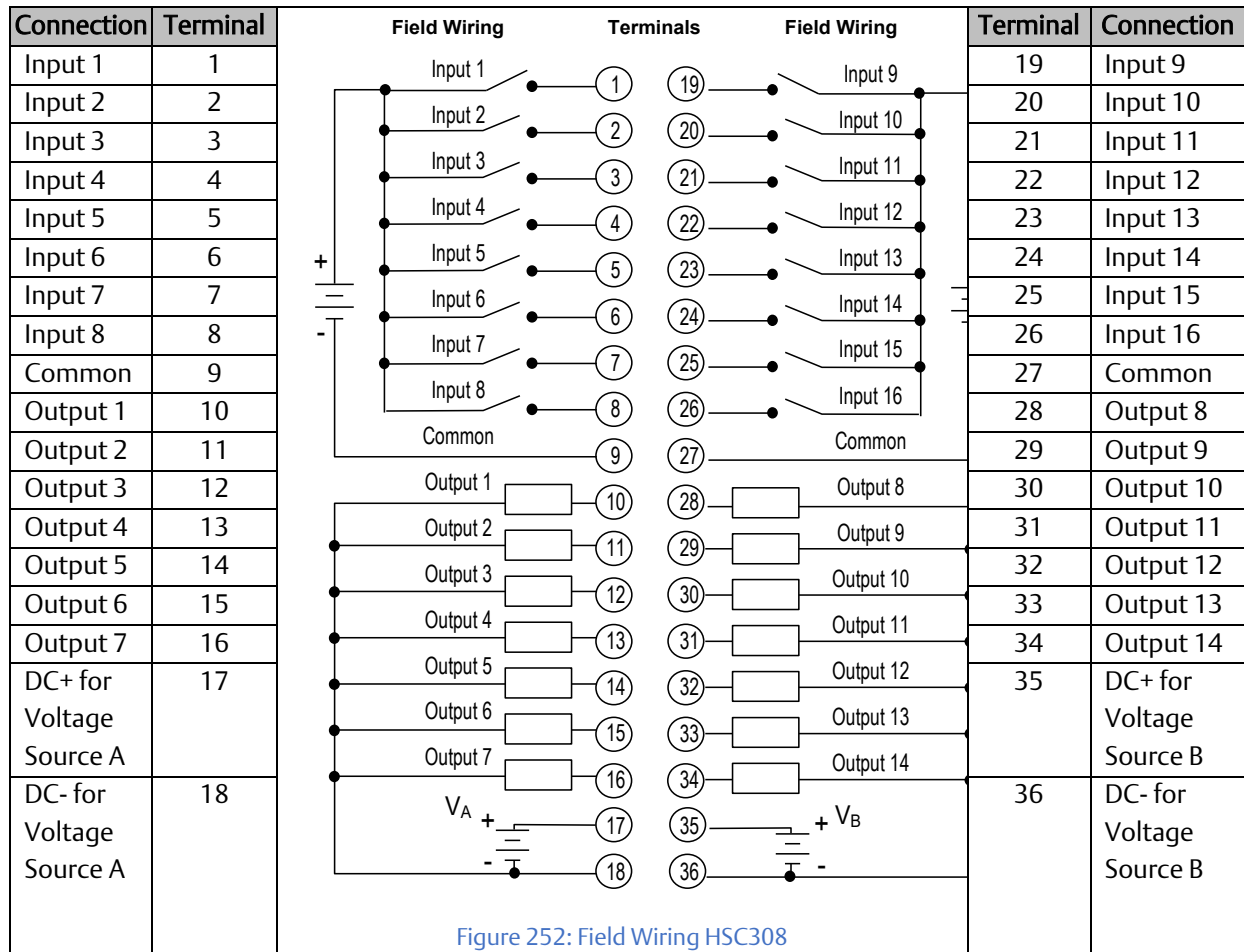 Connection Terminal Field Wiring Terminals Field Wiring Terminal Connection
Input 1 1 Input 1 1 19 Input 9 19 Input 9
Input 2 2 Input 2 2 20 Input 10 20 Input 10
Input 3 3 Input 3 3 21 Input 11 21 Input 11
Input 4 4 Input 4 4 22 Input 12 22 Input 12
Input 5 5 Input 5 5 23 Input 13 23 Input 13
Input 6 6 + Input 6 6 24 Input 14 24 Input 14
Input 7 7 - Input 7 7 25 Input 15 25 Input 15
Input 8 8 Input 8 8 26 Input 16 26 Input 16
Common 9 Common 9 27 Common 27 Common
Output 1 10 Output 1 10 28 Output 8 28 Output 8
Output 2 11 Output 2 11 29 Output 9 29 Output 9
Output 3 12 Output 3 12 30 Output 10 30 Output 10
Output 4 13 Output 4 13 31 Output 11 31 Output 11
Output 5 14 Output 5 14 32 Output 12 32 Output 12
Output 6 15 Output 6 15 33 Output 13 33 Output 13
Output 7 16 Output 7 16 34 Output 14 34 Output 14
DC+ for 17 VA + 17 35 + VB 35 DC+ for
Voltage Voltage
Source A Source B
DC- for 18 - 18 36 - 36 DC- for
Voltage Voltage
Source A Source B
Figure 252: Field Wiring HSC308